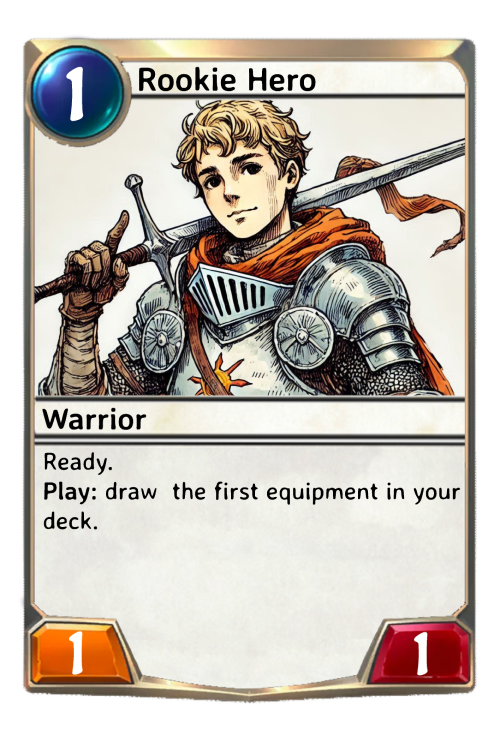 1
Rookie Hero
Warrior
Ready.
Play: draw  the first equipment in your
deck.
1
1